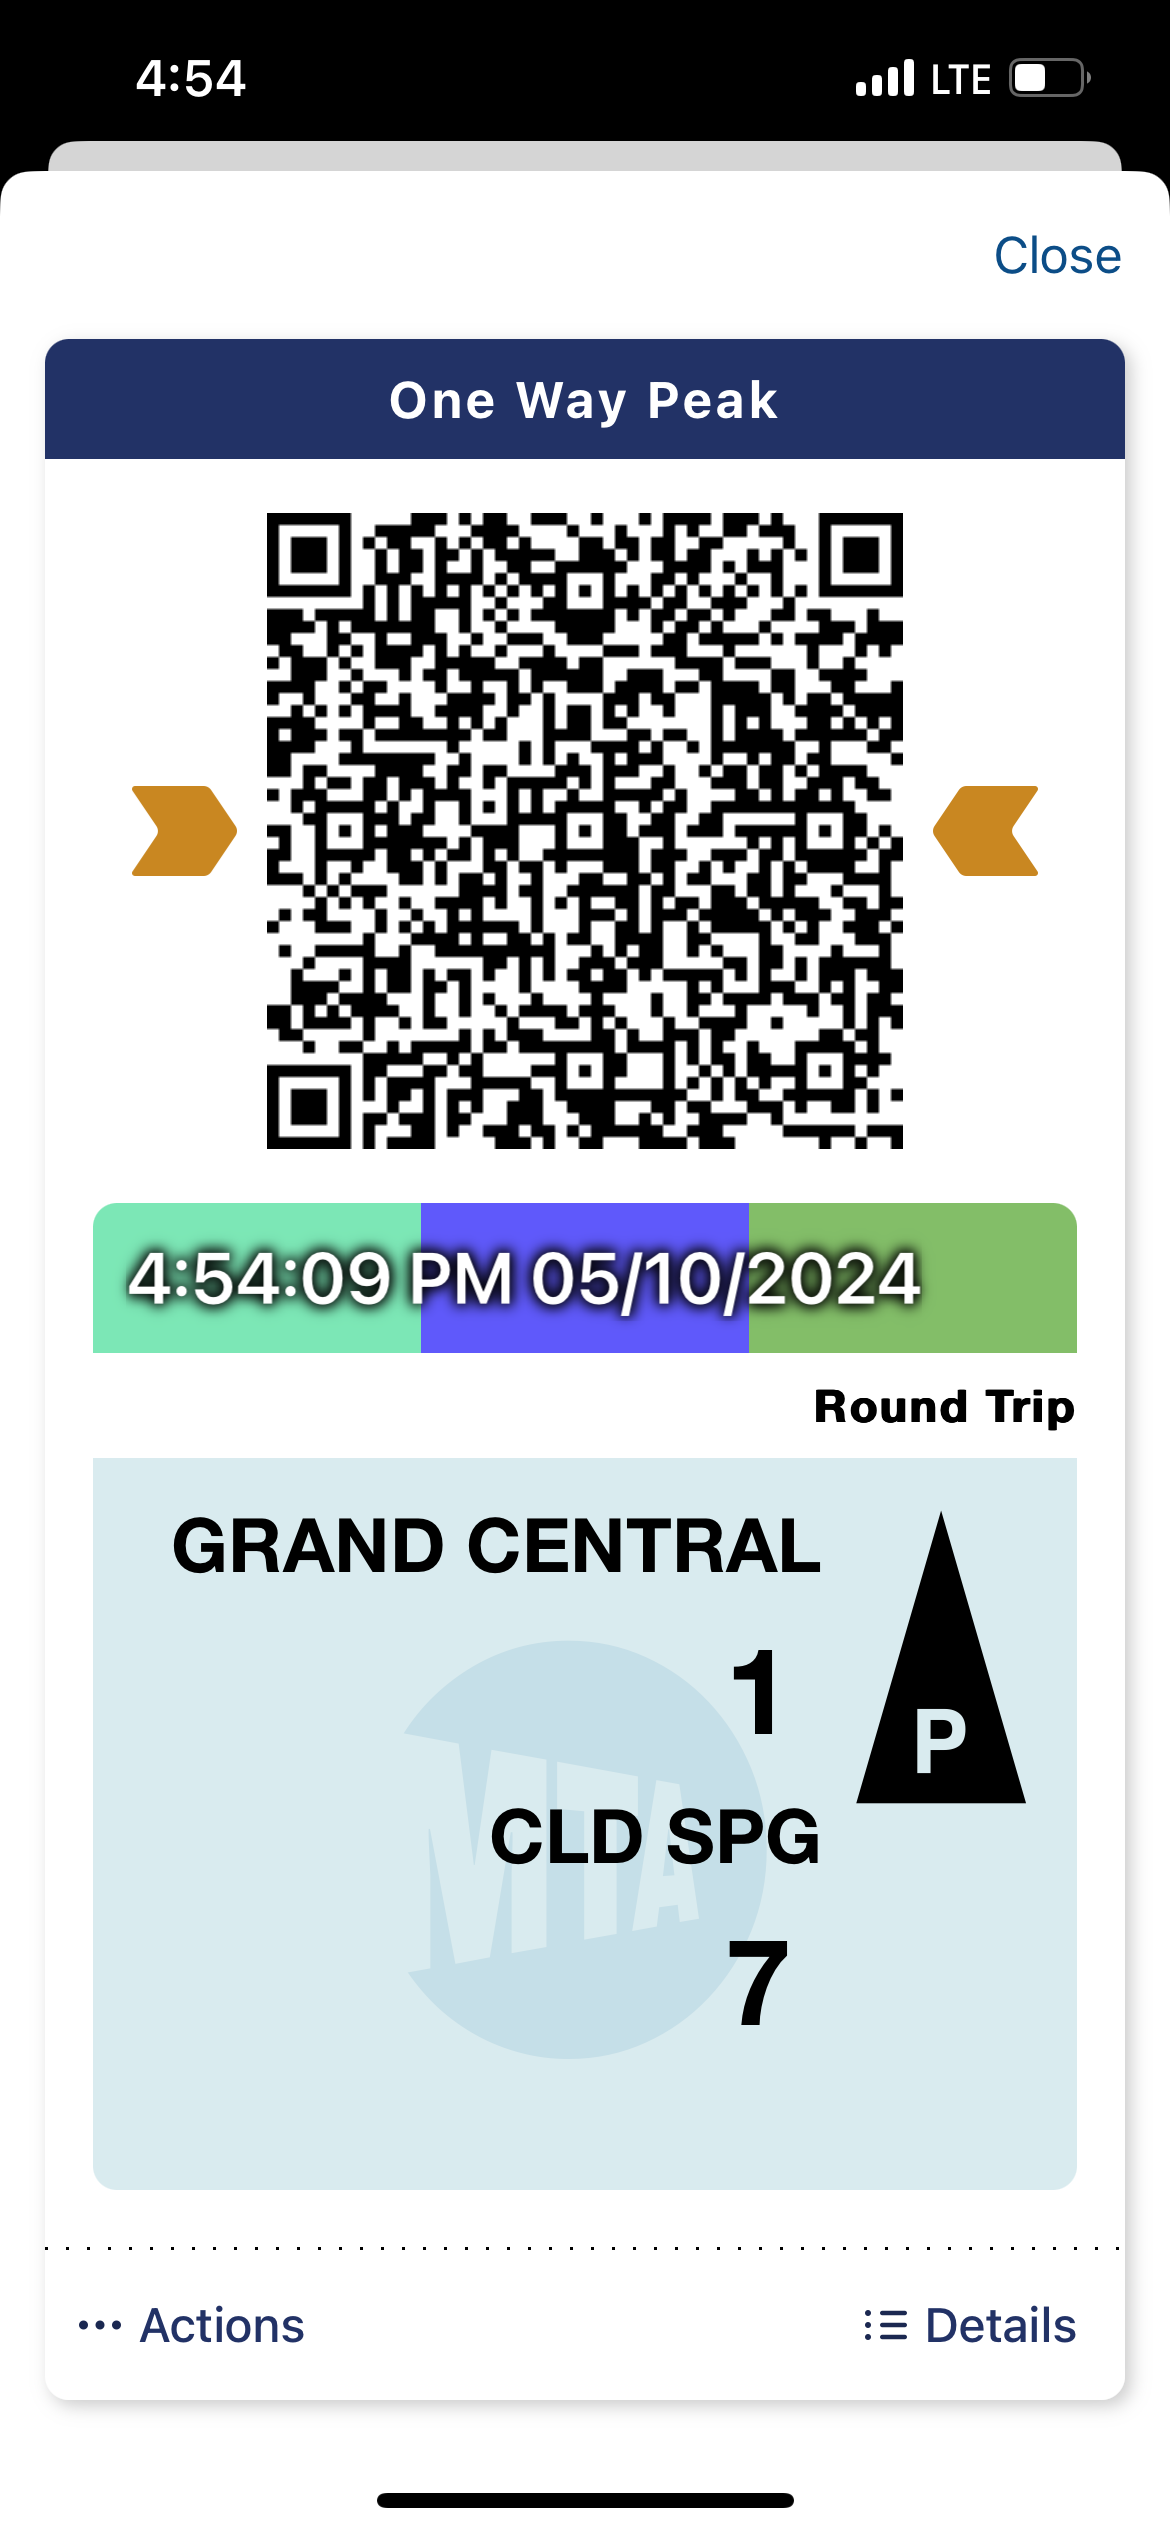 4:54 LTE
Close
One Way Peak
4:54:09 PM 05/10/2024
Round Trip
GRAND CENTRAL
1
P
MTA
CLD SPG
7
Actions
Details